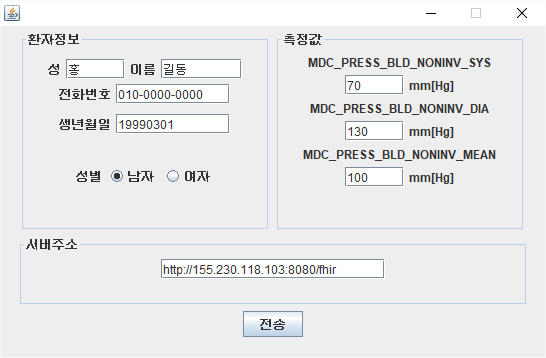 환자정보
성 홍 이름 길동
전화번호 010-0000-0000
생년월일 19990301
성별 남자 여자
측정값
MDC_PRESS_BLD_NONINV_SYS
70 mm[Hg]
MDC_PRESS_BLD_NONINV_DIA
130 mm[Hg]
MDC_PRESS_BLD_NONINV_MEAN
100 mm[Hg]
서버주소
http://155.230.118.103:8080/fhir
전송